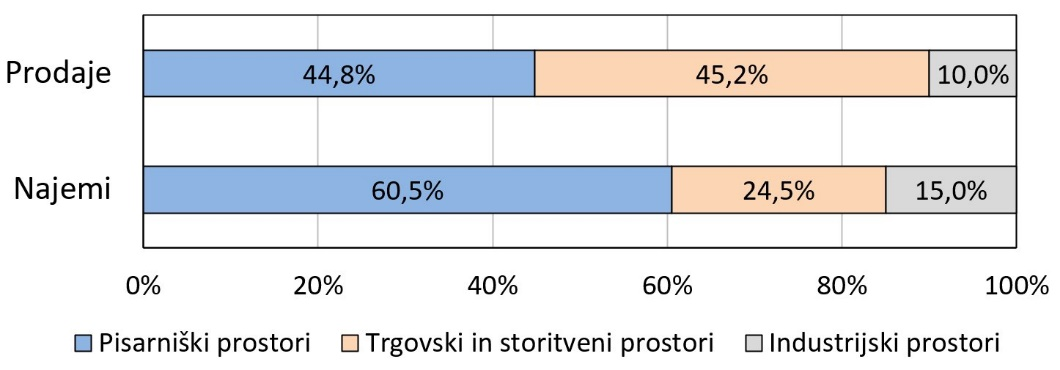 Prodaje 44,8% 45,2% 10,0%
Najemi 60,5% 24,5% 15,0%
0% 20% 40% 60% 80% 100%
Pisarniški prostori Trgovski in storitveni prostori Industrijski prostori